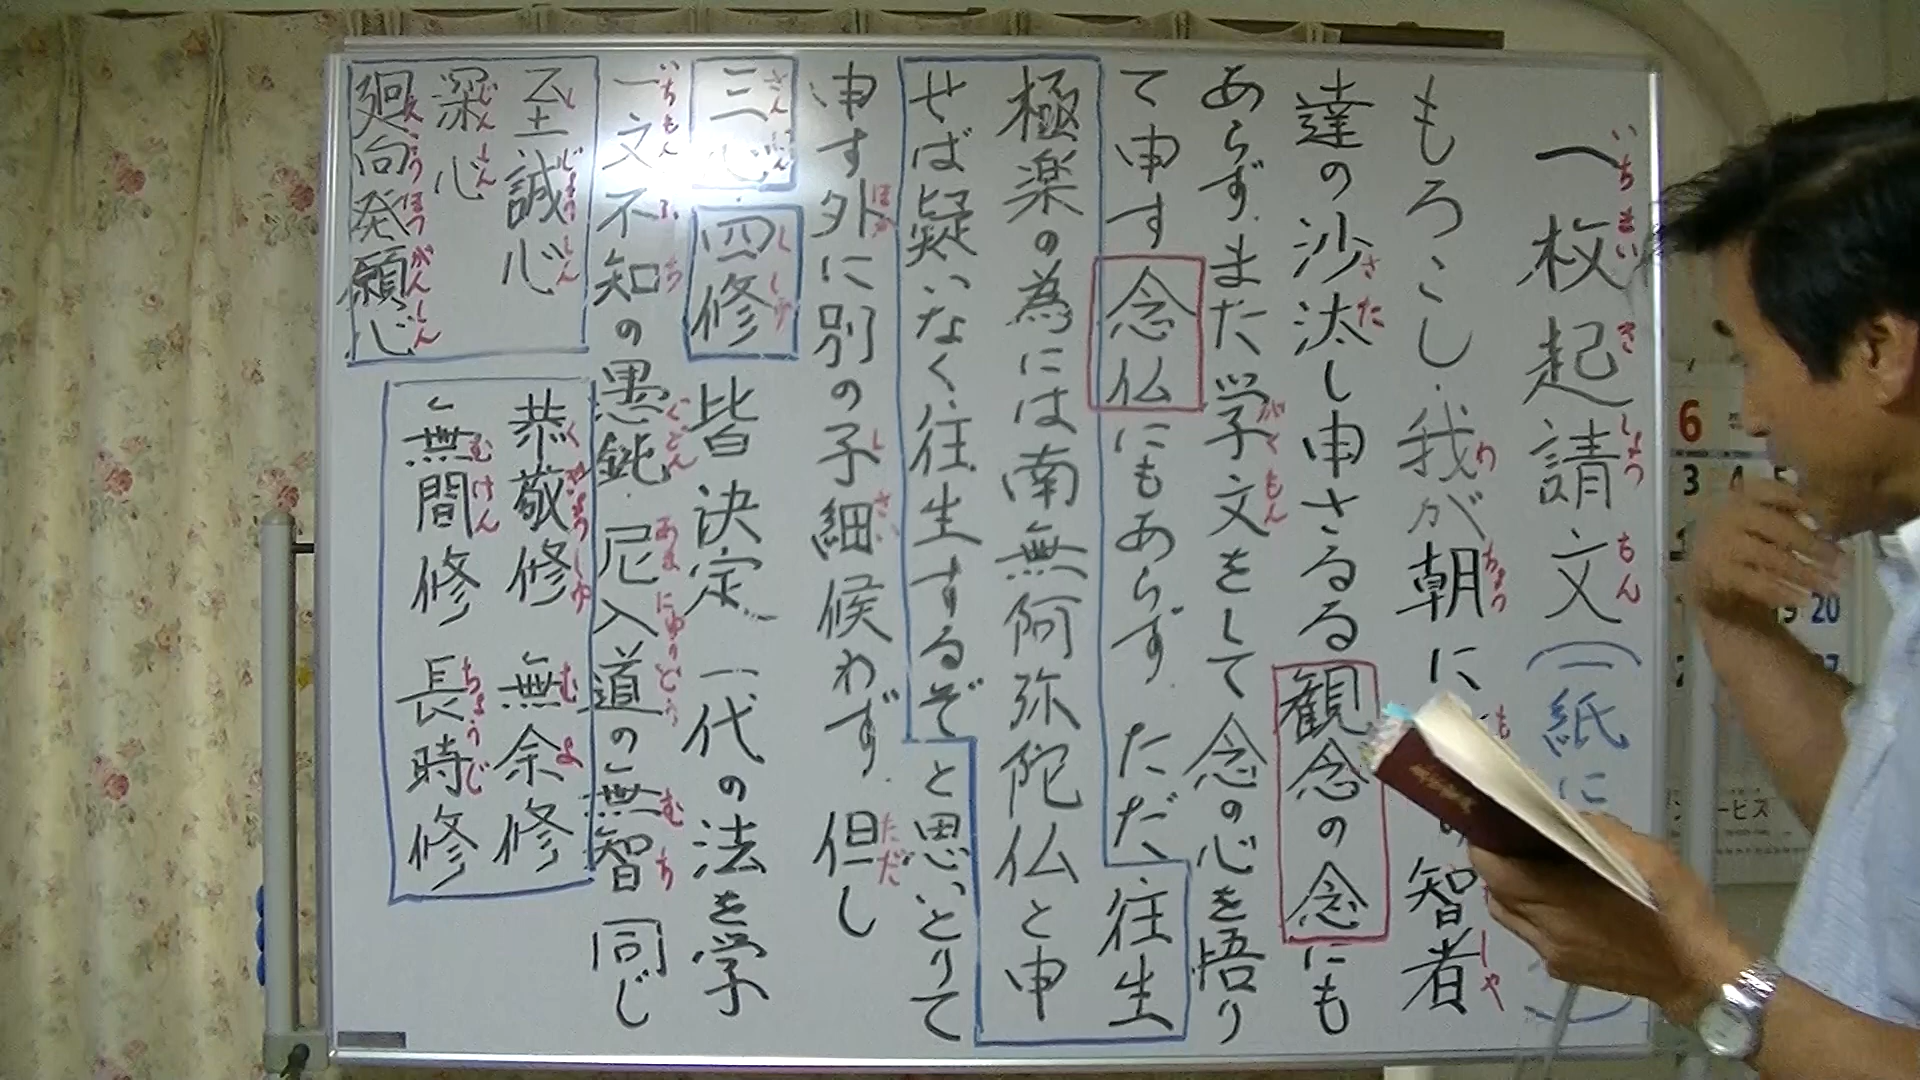 一枚起請文(一紙に
もろこし・我が朝に 智者
達の沙汰し申さるる観念の念にも
あらず、また学文をして念の心を悟り
て申す念仏にもあらず。ただ、往生
極楽の為には南無阿弥陀仏と申
せば疑いなく往生するぞと思いとりて
申す外に別の子細候わず。但し
三心・四修 皆決定 一代の法を学
一文不知の愚鈍・尼入道の無智 同じ
至誠心
深心
廻向発願心
恭敬修 無余修
無間修 長時修
6
3 4 5
20
27
ービス